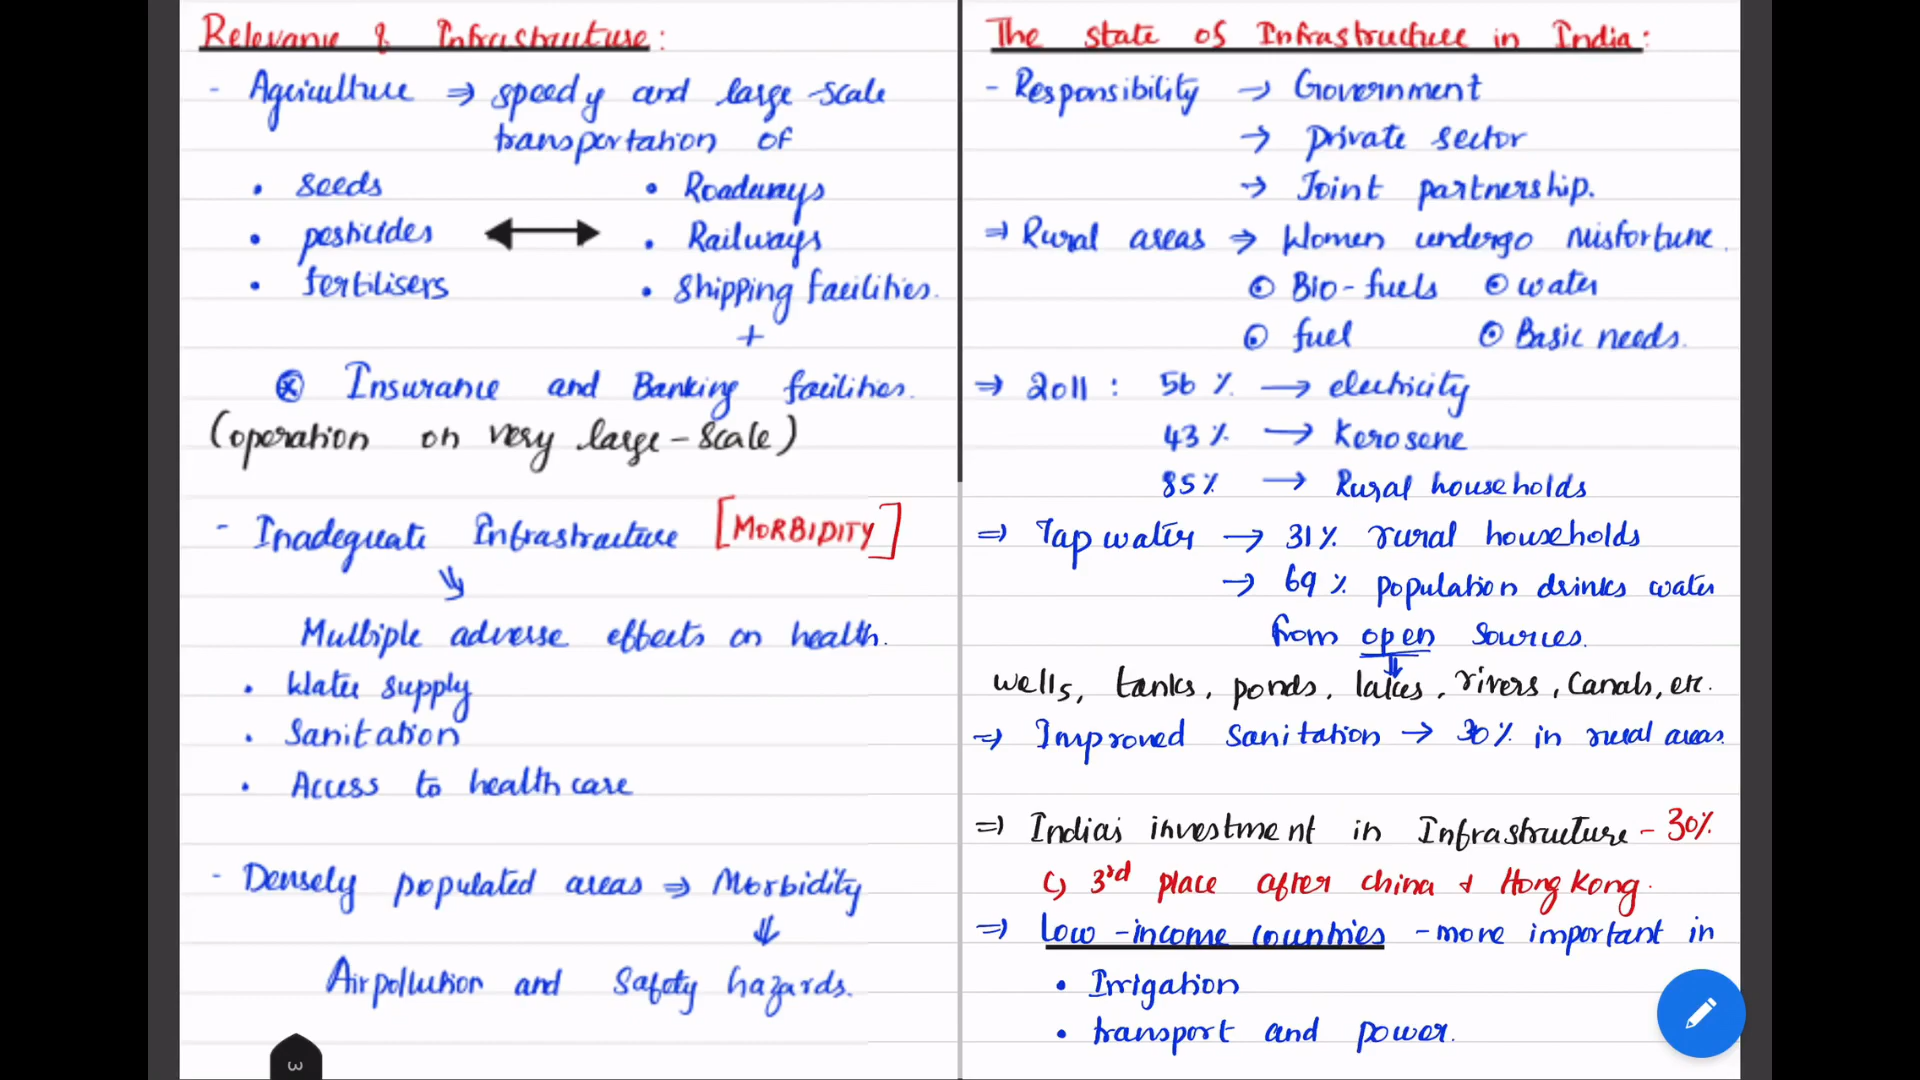 Relevance of Infrastructure :
- Agriculture ⇒ speedy and large-scale
transportation of
• seeds • Roadways
• pesticides ↔ • Railways
• fertilisers • Shipping facilities.
+
⊗ Insurance and Banking facilities.
(operation on very large-scale)
- Inadequate Infrastructure [MORBIDITY]
⇓
Multiple adverse effects on health.
• Water supply
• Sanitation
• Access to health care
- Densely populated areas ⇒ Morbidity
⇓
Air pollution and Safety hazards.
3
The state of Infrastructure in India :
- Responsibility → Government
→ Private sector
→ Joint partnership.
⇒ Rural areas ⇒ Women undergo misfortune.
⊙ Bio-fuels ⊙ water
⊙ fuel ⊙ Basic needs.
⇒ 2011 : 56 % → electricity
43 % → Kerosene
85 % → Rural households
⇒ Tap water → 31% rural households
→ 69 % population drinks water
from open sources.
⇓
wells, tanks, ponds, lakes, rivers, canals, etc.
⇒ Improved sanitation → 30% in rural areas.
⇒ India's investment in Infrastructure - 30%
↳ 3rd place after china & Hong Kong.
⇒ Low-income countries - more important in
• Irrigation
• transport and power.